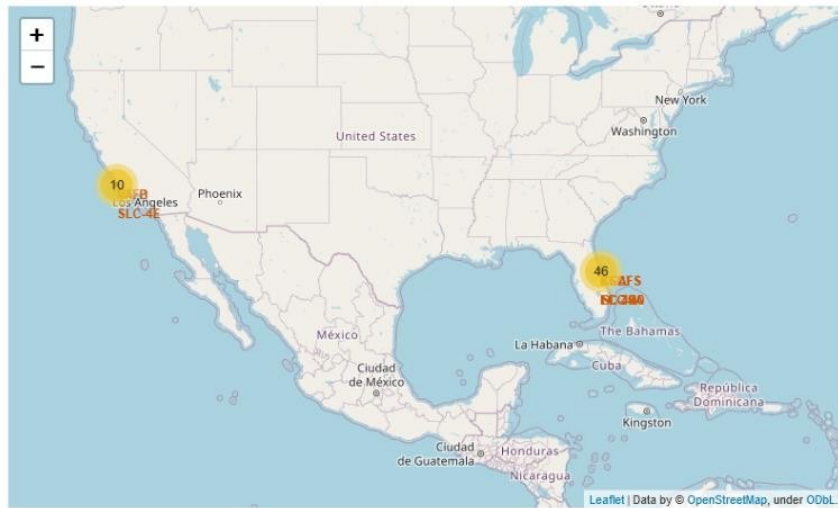 Ottawa
+
−
New York
United States
Washington
10
Phoenix
Los Angeles
SLC-4E
46
The Bahamas
La Habana
México
Cuba
Ciudad
de México
República
Dominicana
Kingston
Ciudad
de Guatemala
Honduras
Nicaragua
Leaflet | Data by © OpenStreetMap, under ODbL.